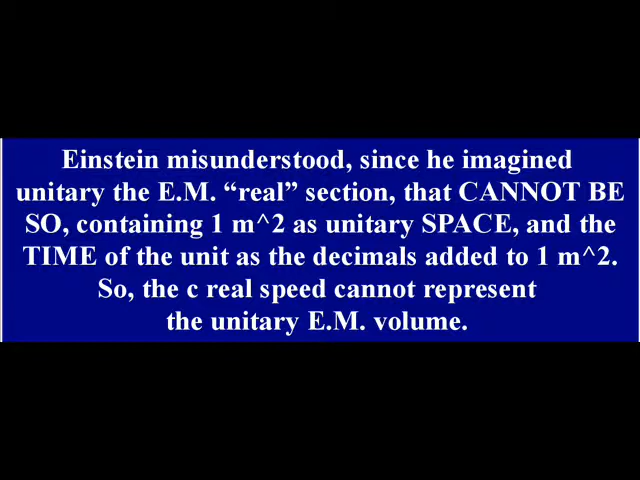 Einstein misunderstood, since he imagined
unitary the E.M. “real” section, that CANNOT BE
SO, containing 1 m^2 as unitary SPACE, and the
TIME of the unit as the decimals added to 1 m^2.
So, the c real speed cannot represent
the unitary E.M. volume.